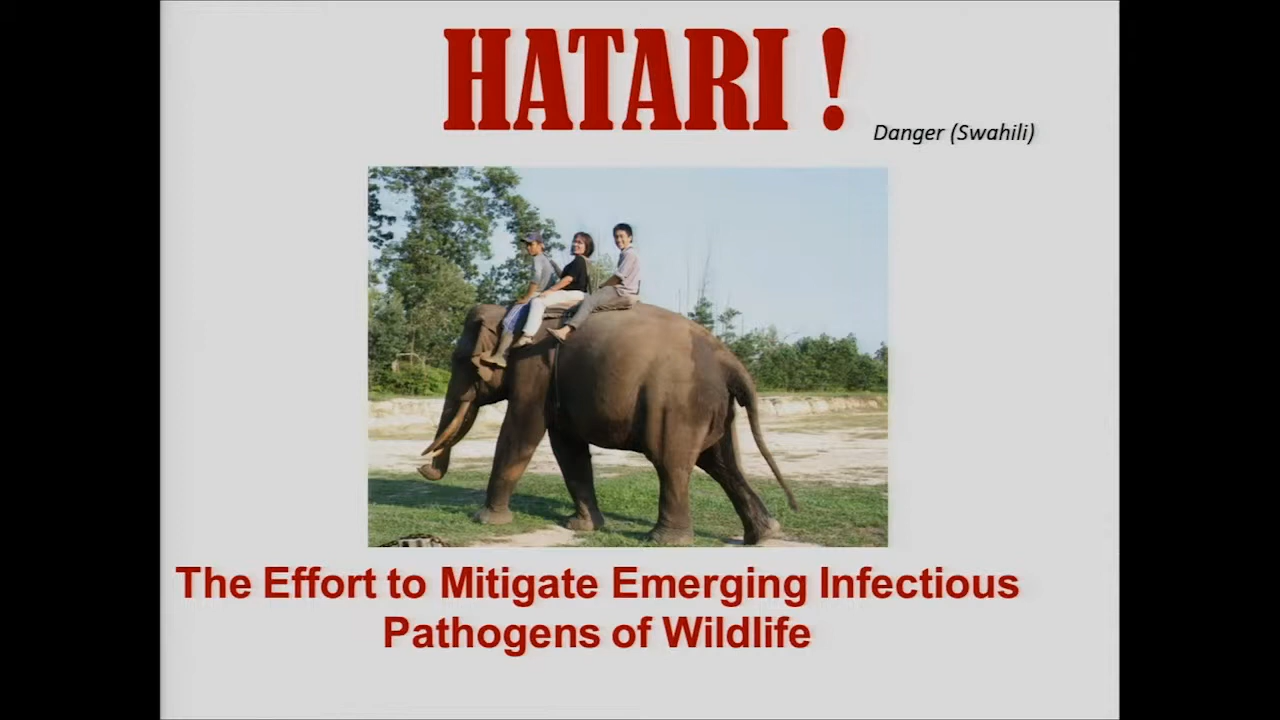 HATARI !
Danger (Swahili)
The Effort to Mitigate Emerging Infectious
Pathogens of Wildlife